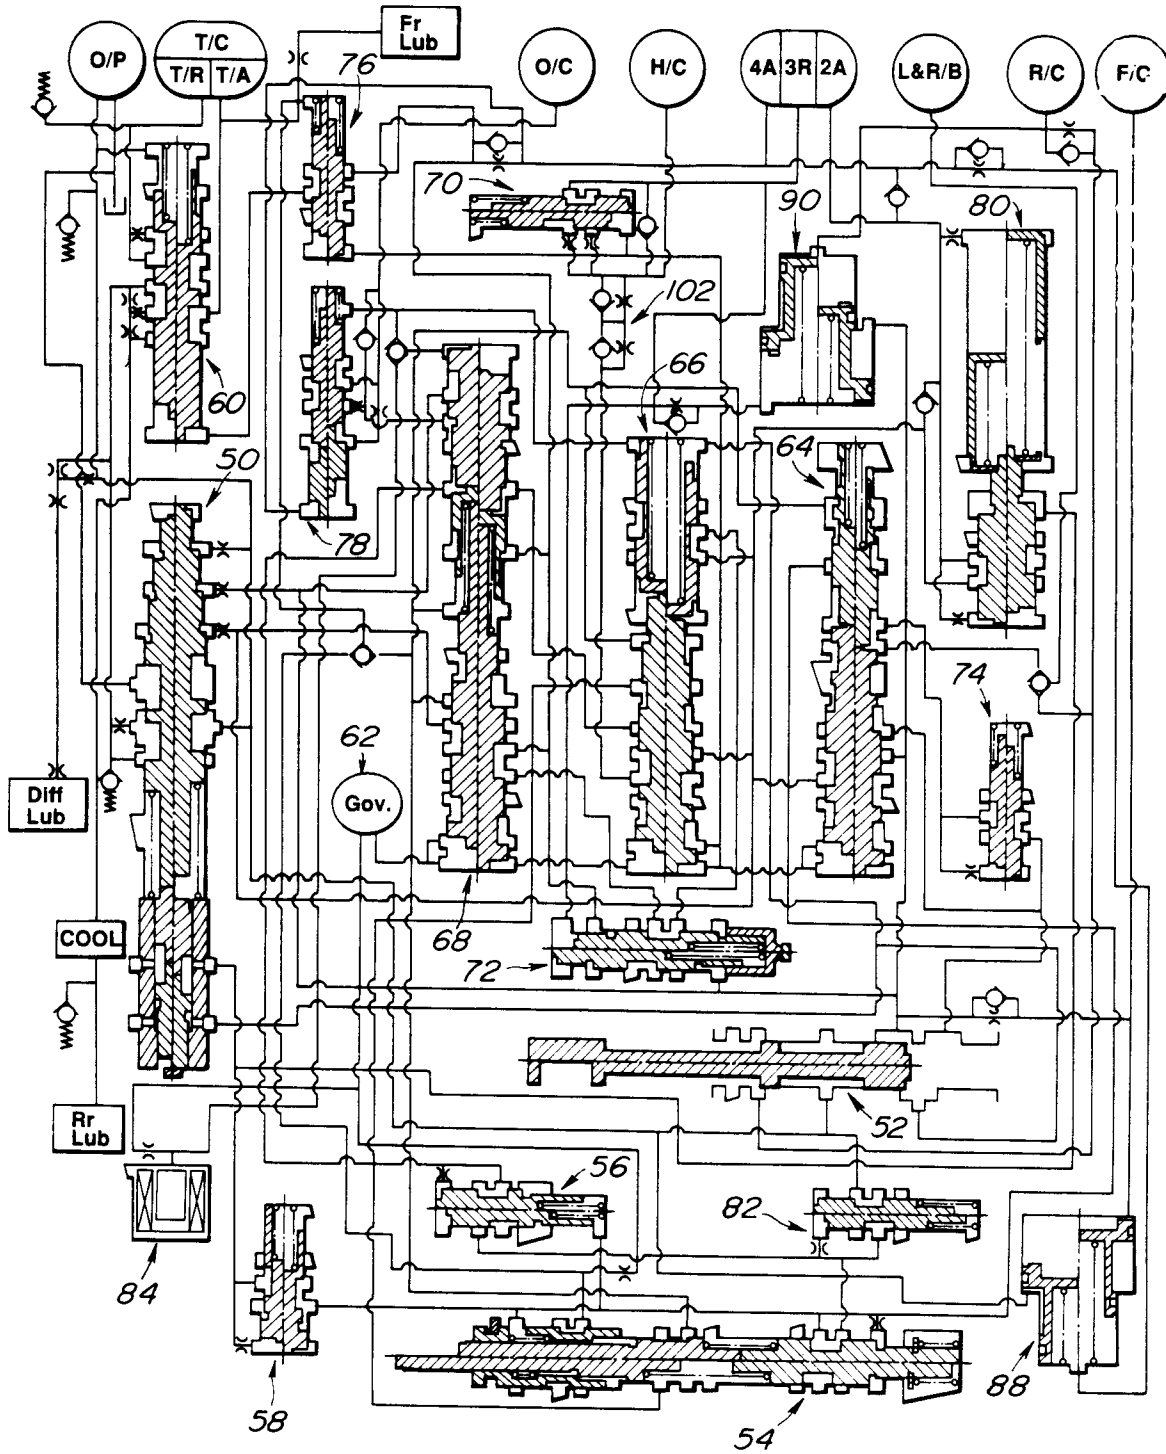 Fr
Lub
O/P
T/C
T/R T/A
O/C
H/C
4A 3R 2A
L&R/B
R/C
F/C
76
70
90
80
102
66
60
64
50
78
74
62
Gov.
Diff
Lub
68
COOL
72
52
Rr
Lub
56
82
84
88
58
54